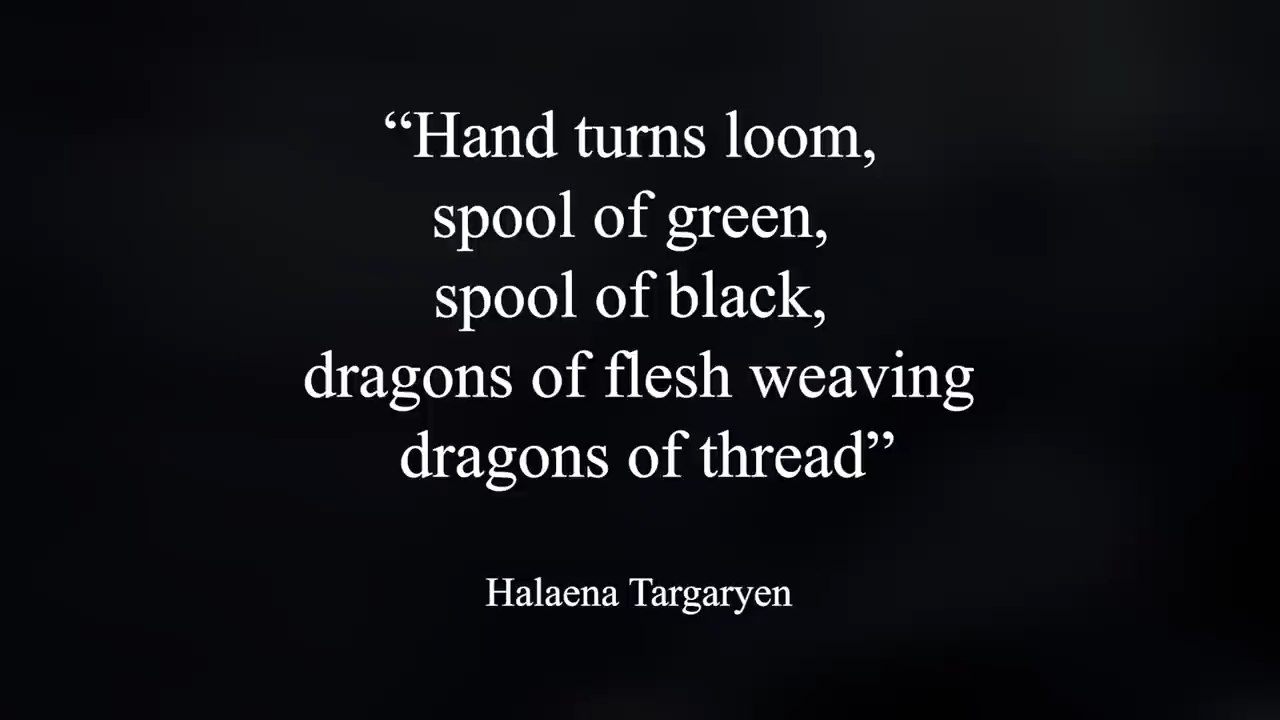 “Hand turns loom,
spool of green,
spool of black,
dragons of flesh weaving
dragons of thread”
Halaena Targaryen